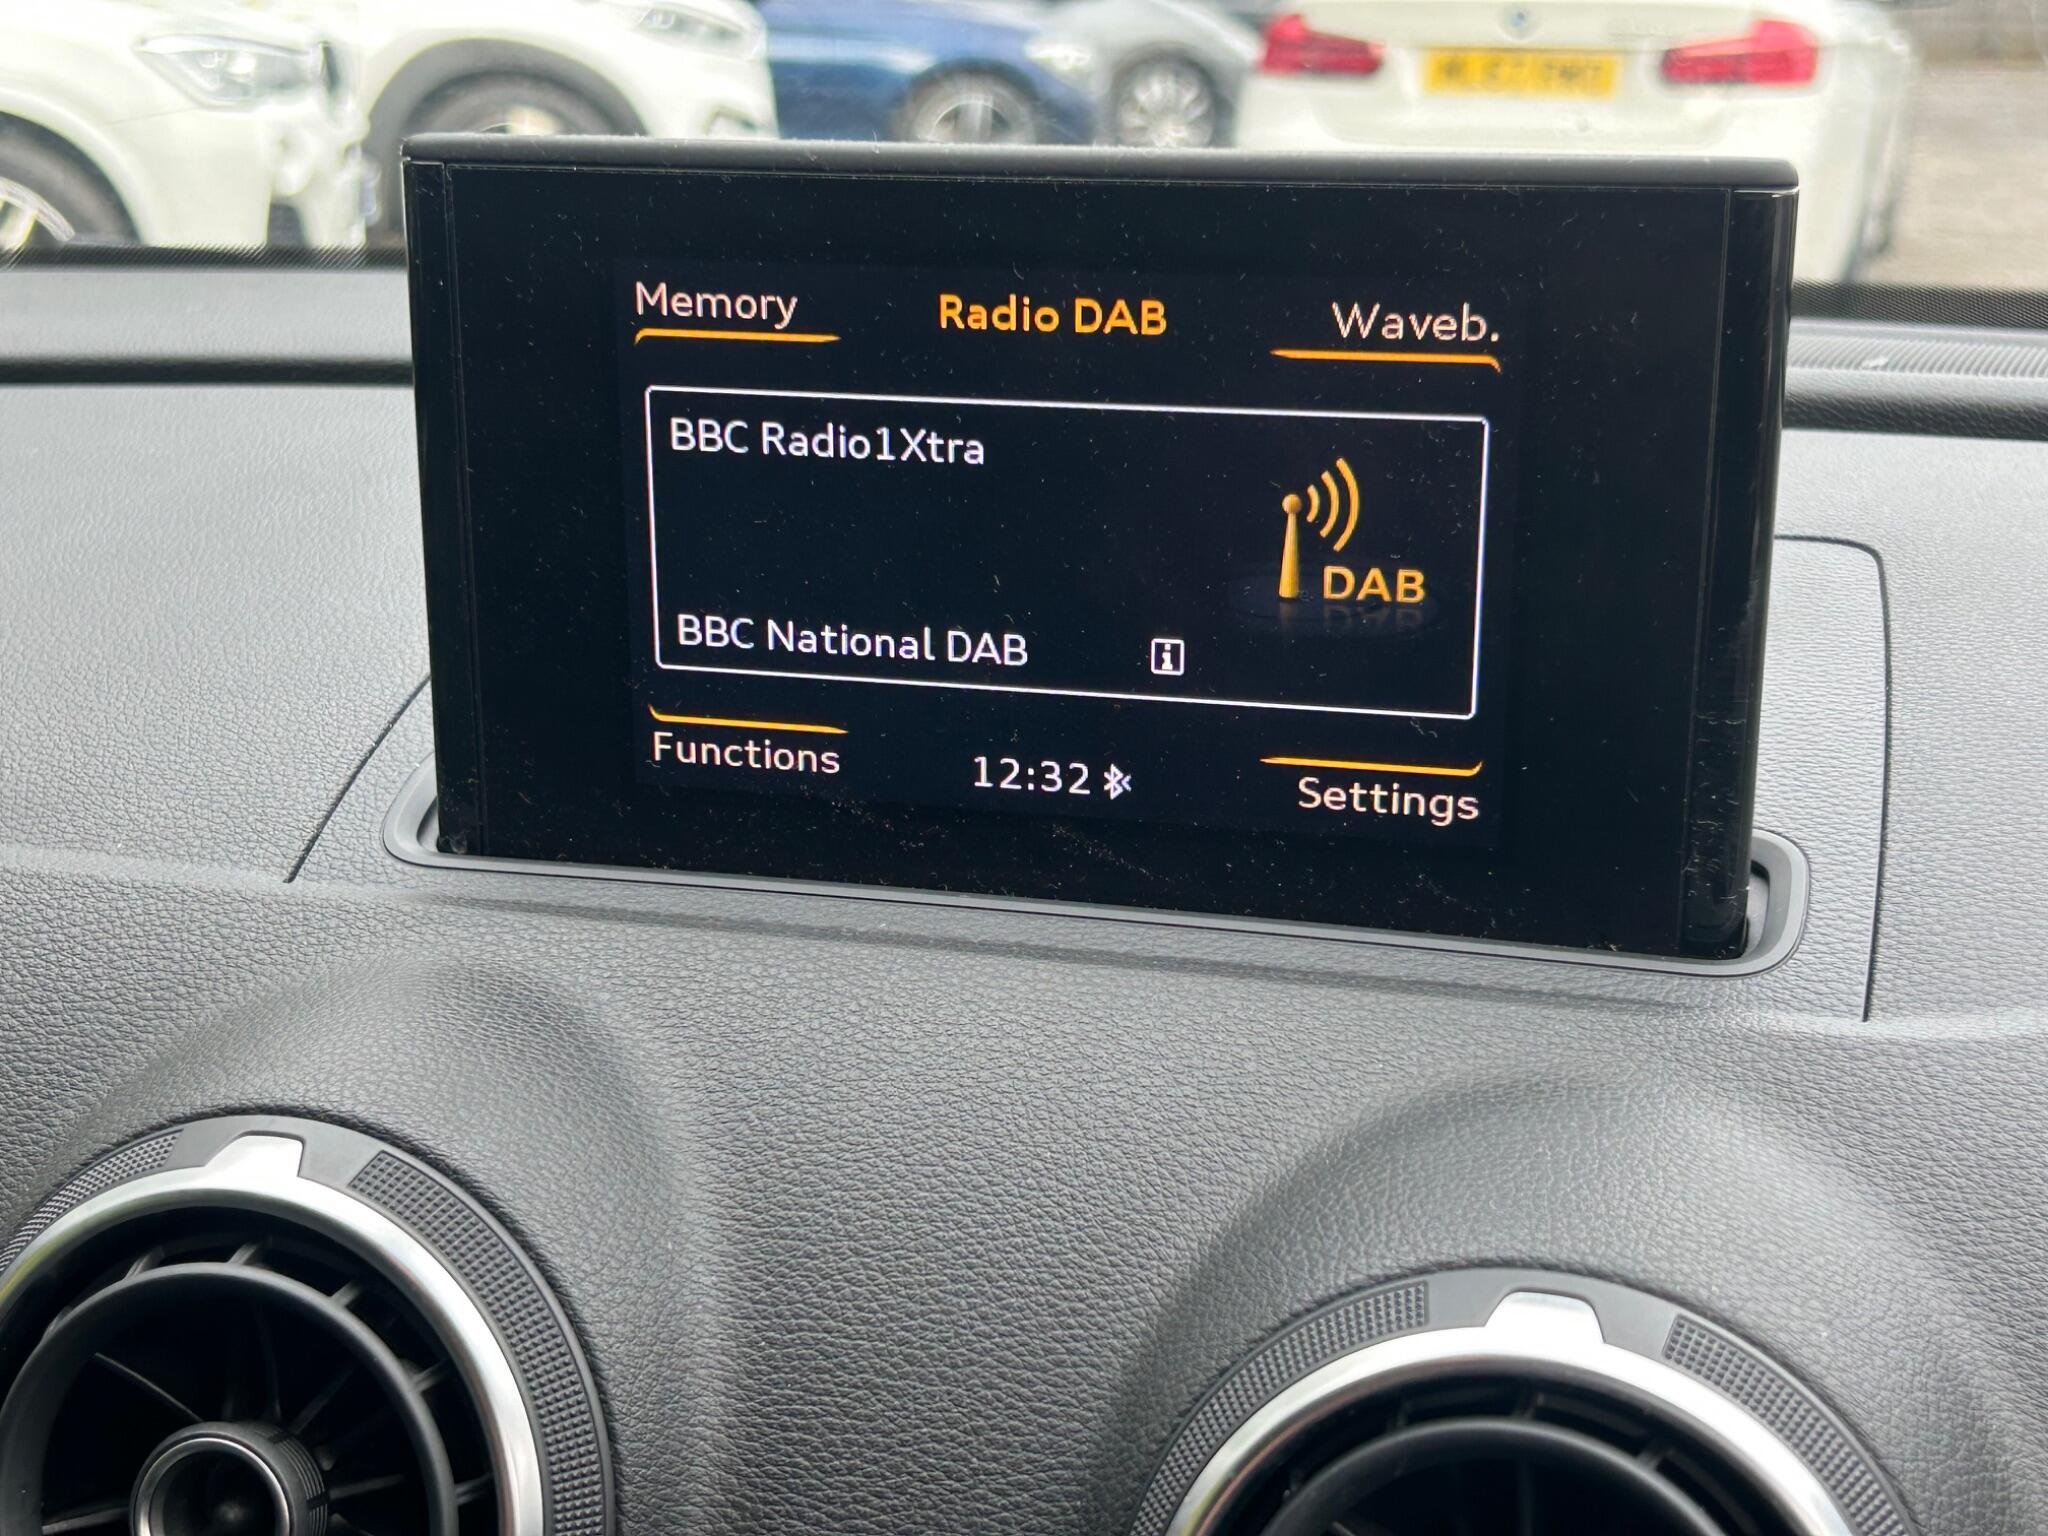 Memory
Radio DAB
Waveb.
BBC Radio1Xtra
DAB
BBC National DAB
i
Functions
12:32
Settings